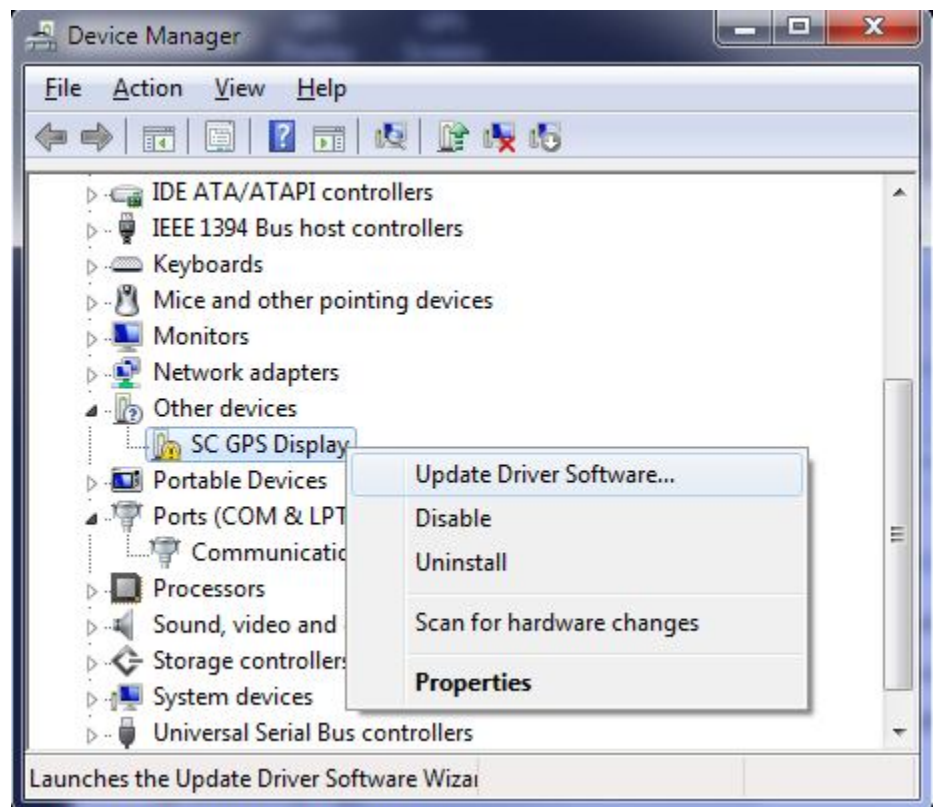 Device Manager
File Action View Help
IDE ATA/ATAPI controllers
IEEE 1394 Bus host controllers
Keyboards
Mice and other pointing devices
Monitors
Network adapters
Other devices
SC GPS Display
Update Driver Software...
Portable Devices
Disable
Ports (COM & LPT
Communicatio
Uninstall
Processors
Sound, video and
Scan for hardware changes
Storage controllers
Properties
System devices
Universal Serial Bus controllers
Launches the Update Driver Software Wizar